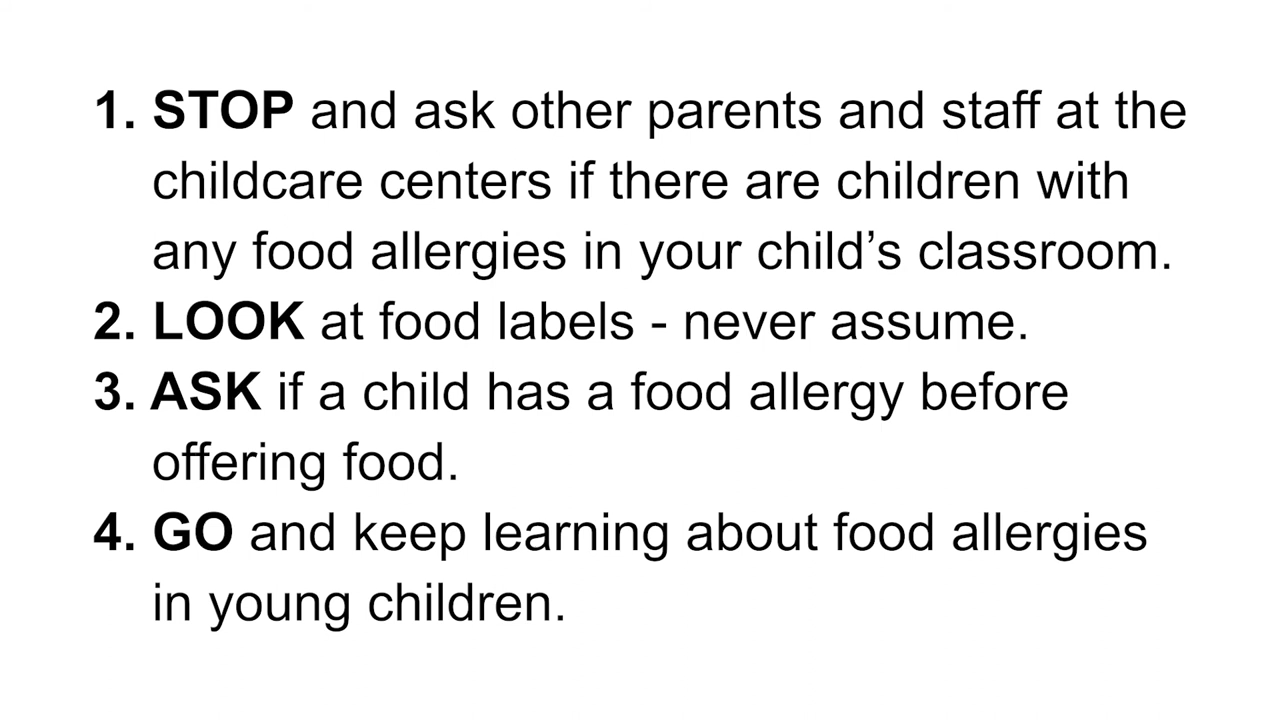 1. STOP and ask other parents and staff at the
childcare centers if there are children with
any food allergies in your child’s classroom.
2. LOOK at food labels - never assume.
3. ASK if a child has a food allergy before
offering food.
4. GO and keep learning about food allergies
in young children.